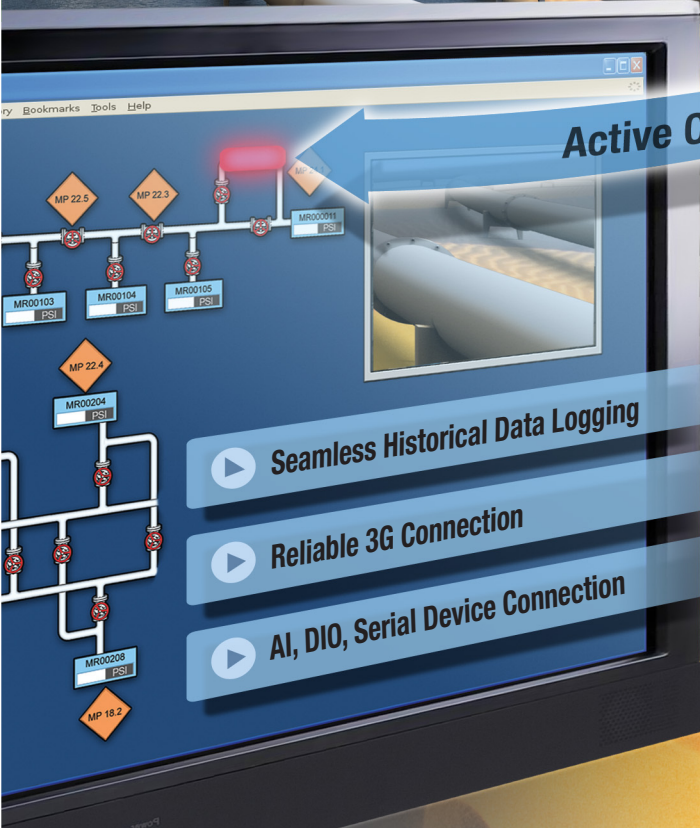 Bookmarks Tools Help
Active
MP 22.5
MP 22.3
MR000011
PSI
MR00103
PSI
MR00104
PSI
MR00105
PSI
MP 22.4
MR00204
PSI
Seamless Historical Data Logging
Reliable 3G Connection
AI, DIO, Serial Device Connection
MR00208
PSI
MP 18.2
Power